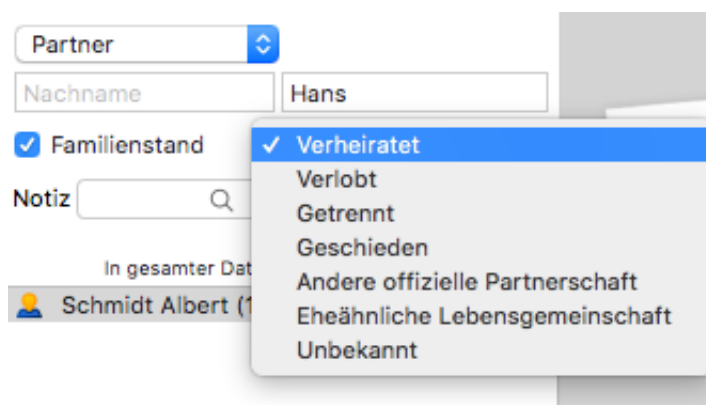 Partner
Nachname Hans
Familienstand ✓ Verheiratet
Verlobt
Notiz
Getrennt
Geschieden
In gesamter Dat
Andere offizielle Partnerschaft
Schmidt Albert (1
Eheähnliche Lebensgemeinschaft
Unbekannt